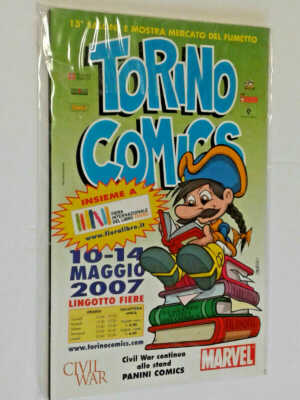 13° SALONE E MOSTRA MERCATO DEL FUMETTO
TORINO
COMICS
INSIEME A
FIERA
INTERNAZIONALE
DEL LIBRO
www.fieralibro.it
10-14
MAGGIO
2007
LINGOTTO FIERE
www.torinocomics.com
CIVIL
WAR
Civil War continua
allo stand
PANINI COMICS
MARVEL